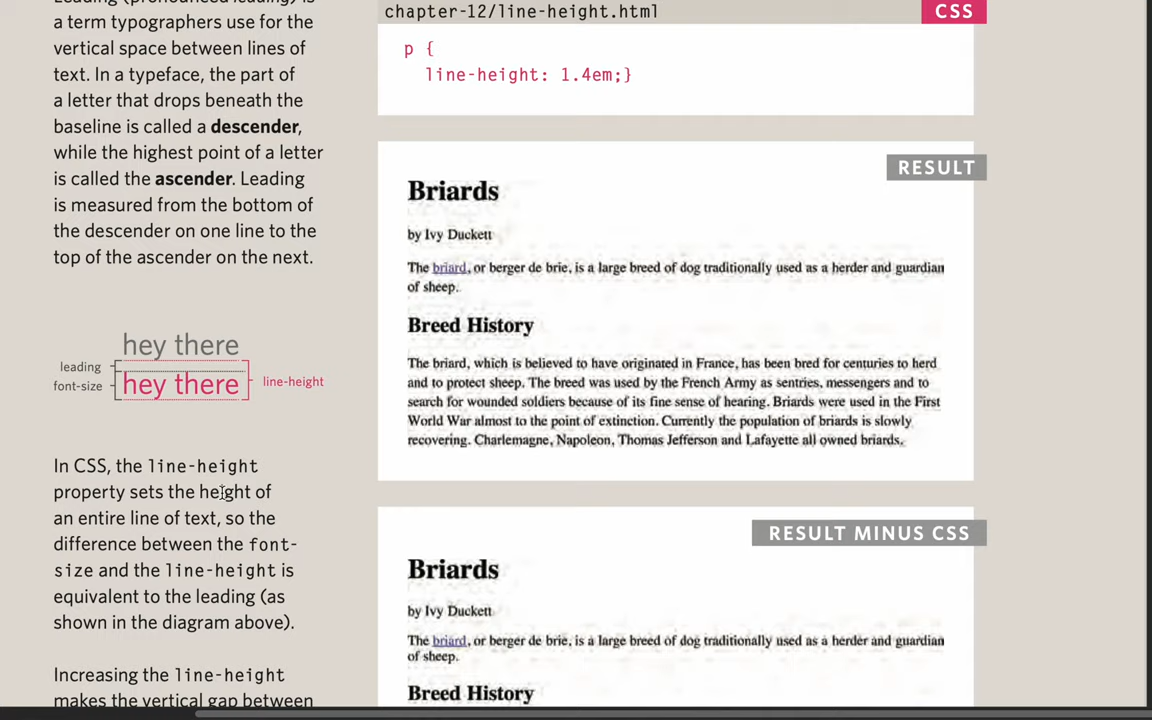 Leading (pronounced leading) is
a term typographers use for the
vertical space between lines of
text. In a typeface, the part of
a letter that drops beneath the
baseline is called a descender,
while the highest point of a letter
is called the ascender. Leading
is measured from the bottom of
the descender on one line to the
top of the ascender on the next.
hey there
leading
font-size
hey there
line-height
In CSS, the line-height
property sets the height of
an entire line of text, so the
difference between the font-
size and the line-height is
equivalent to the leading (as
shown in the diagram above).
Increasing the line-height
makes the vertical gap between
chapter-12/line-height.html
CSS
p {
line-height: 1.4em;}
RESULT
Briards
by Ivy Duckett
The briard, or berger de brie, is a large breed of dog traditionally used as a herder and guardian
of sheep.
Breed History
The briard, which is believed to have originated in France, has been bred for centuries to herd
and to protect sheep. The breed was used by the French Army as sentries, messengers and to
search for wounded soldiers because of its fine sense of hearing. Briards were used in the First
World War almost to the point of extinction. Currently the population of briards is slowly
recovering. Charlemagne, Napoleon, Thomas Jefferson and Lafayette all owned briards.
RESULT MINUS CSS
Briards
by Ivy Duckett
The briard, or berger de brie, is a large breed of dog traditionally used as a herder and guardian
of sheep.
Breed History